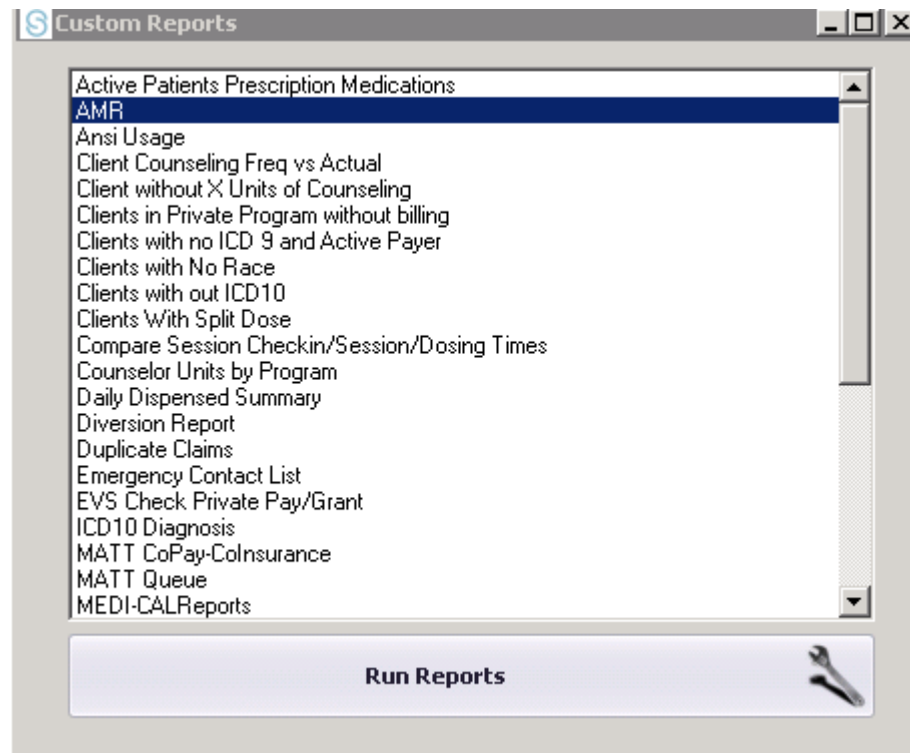 Custom Reports
Active Patients Prescription Medications
AMR
Ansi Usage
Client Counseling Freq vs Actual
Client without X Units of Counseling
Clients in Private Program without billing
Clients with no ICD 9 and Active Payer
Clients with No Race
Clients with out ICD10
Clients With Split Dose
Compare Session Checkin/Session/Dosing Times
Counselor Units by Program
Daily Dispensed Summary
Diversion Report
Duplicate Claims
Emergency Contact List
EVS Check Private Pay/Grant
ICD10 Diagnosis
MATT CoPay-CoInsurance
MATT Queue
MEDI-CALReports
Run Reports